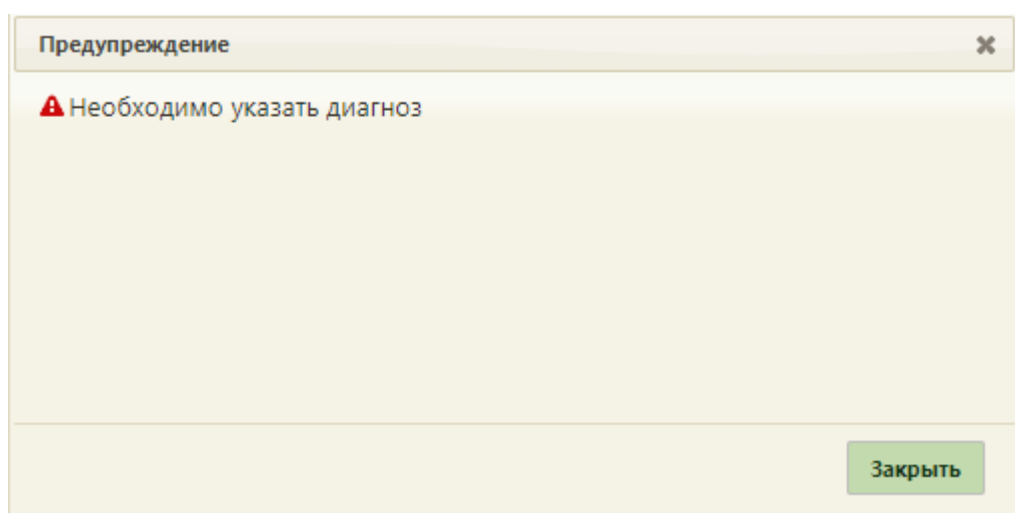 Предупреждение
Необходимо указать диагноз
Закрыть